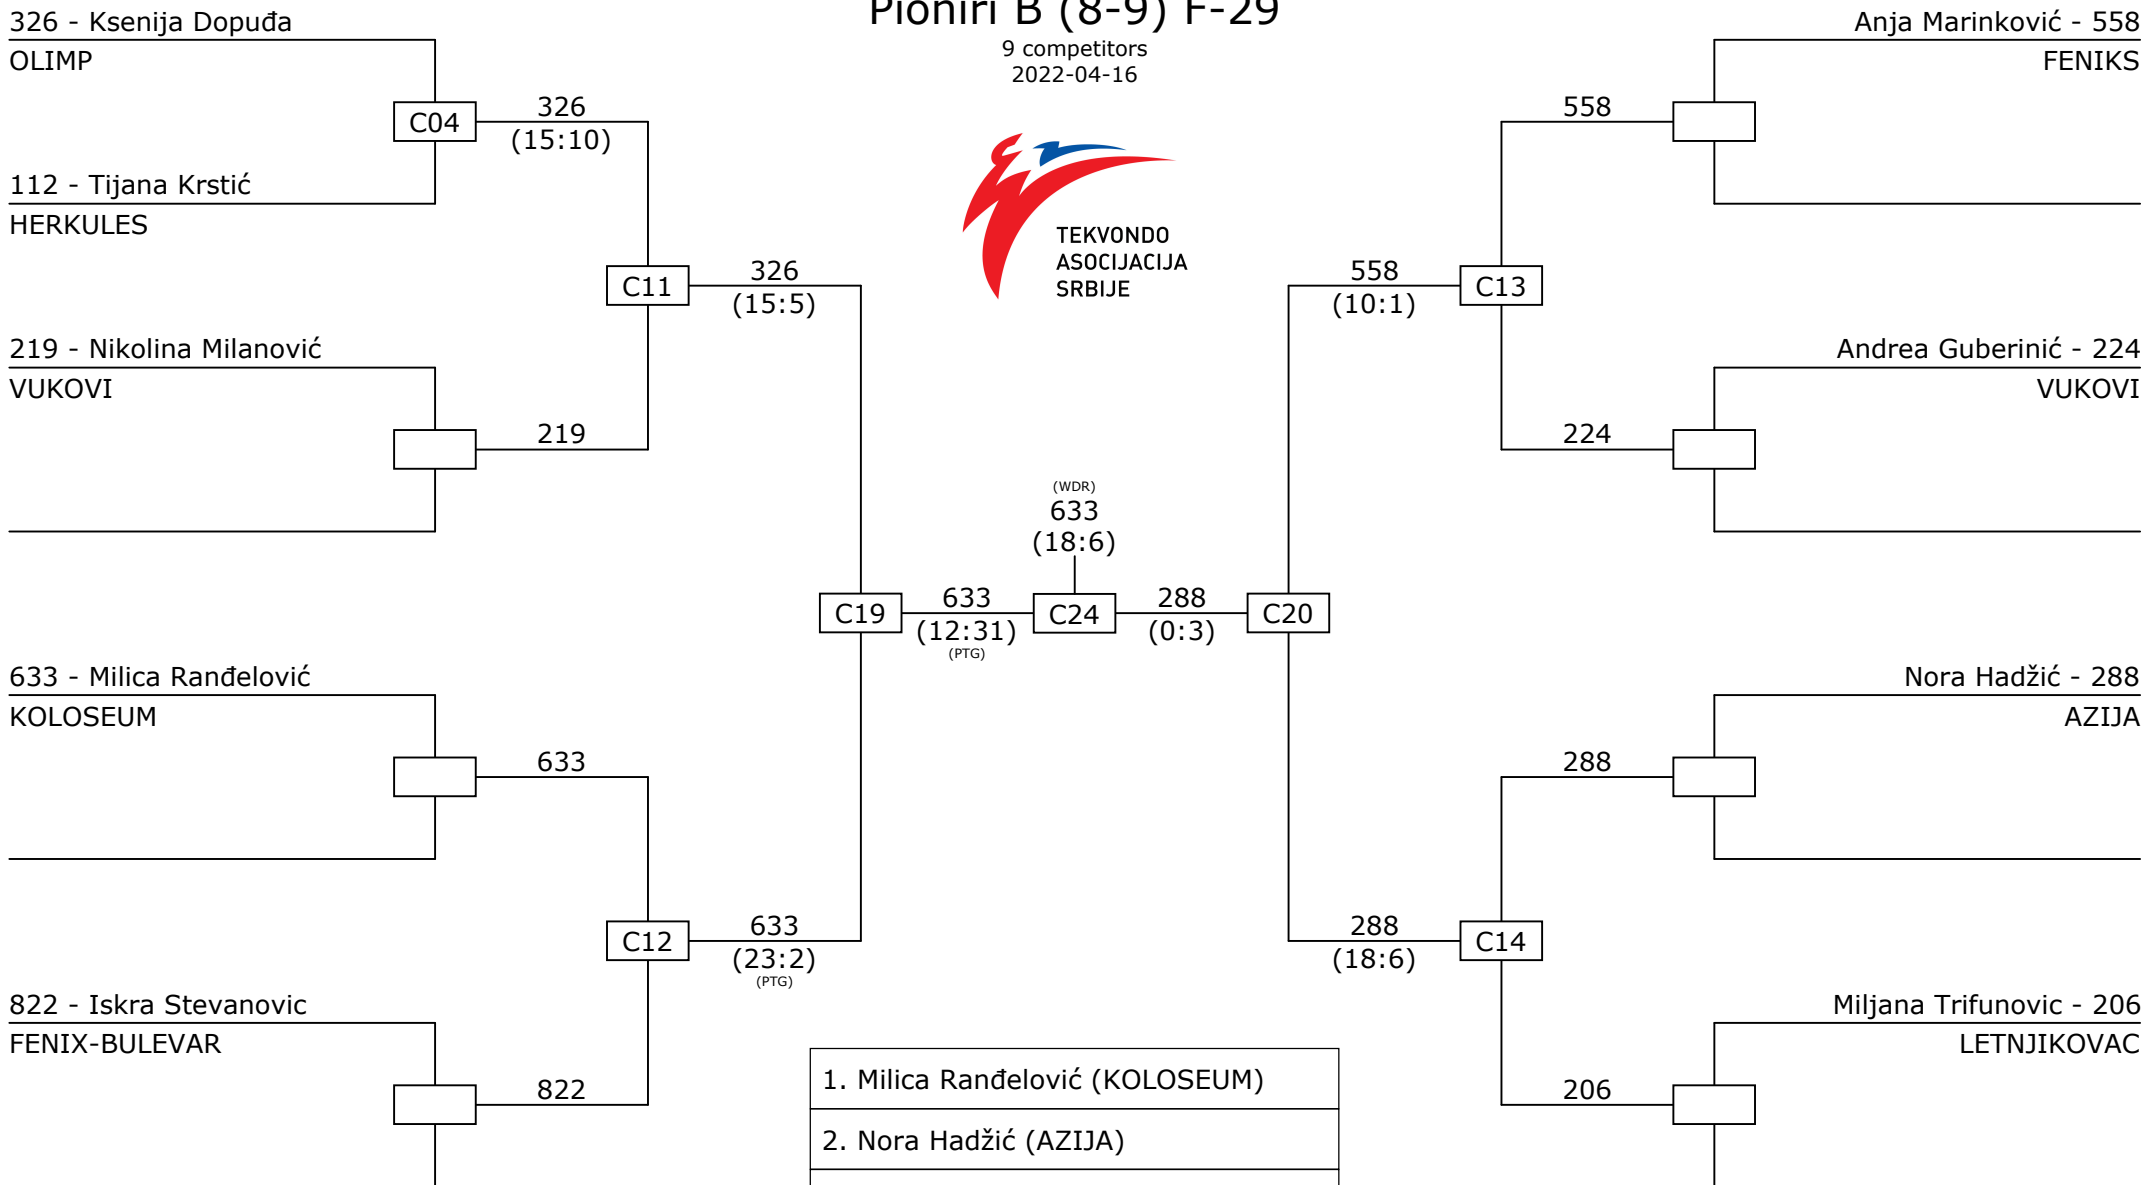 Pioniri B (8-9) F-29
9 competitors
2022-04-16
TEKVONDO
ASOCIJACIJA
SRBIJE
326 - Ksenija Dopuđa
OLIMP
C04
326
(15:10)
112 - Tijana Krstić
HERKULES
C11
326
(15:5)
219 - Nikolina Milanović
VUKOVI
219
633 - Milica Ranđelović
KOLOSEUM
633
C12
633
(23:2)
(PTG)
822 - Iskra Stevanovic
FENIX-BULEVAR
822
C19
633
(12:31)
(PTG)
(WDR)
633
(18:6)
C24
288
(0:3)
C20
Anja Marinković - 558
FENIKS
558
558
(10:1)
C13
Andrea Guberinić - 224
VUKOVI
224
Nora Hadžić - 288
AZIJA
288
288
(18:6)
C14
Miljana Trifunovic - 206
LETNJIKOVAC
206
1. Milica Ranđelović (KOLOSEUM)
2. Nora Hadžić (AZIJA)